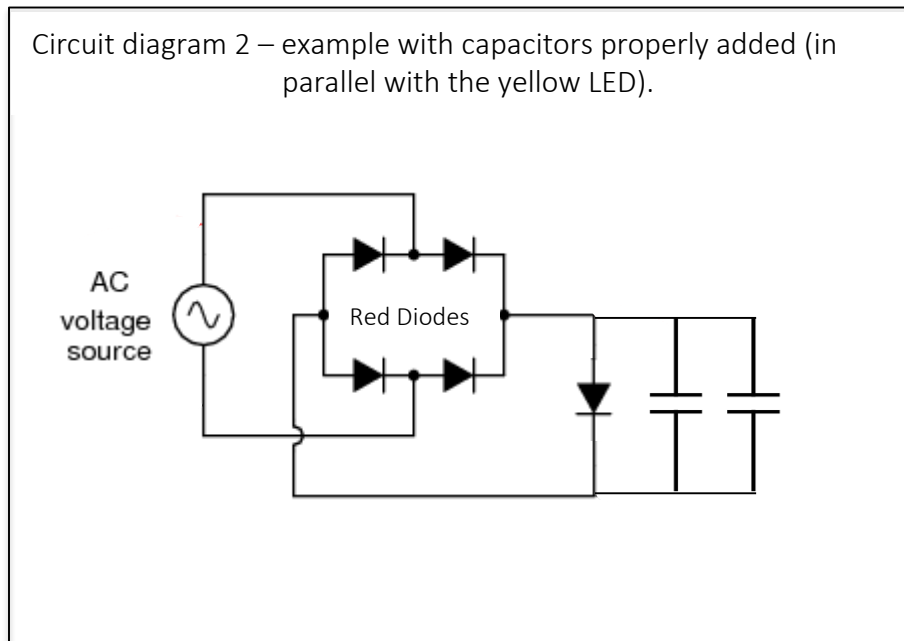 Circuit diagram 2 – example with capacitors properly added (in
parallel with the yellow LED).
AC
voltage
source
Red Diodes